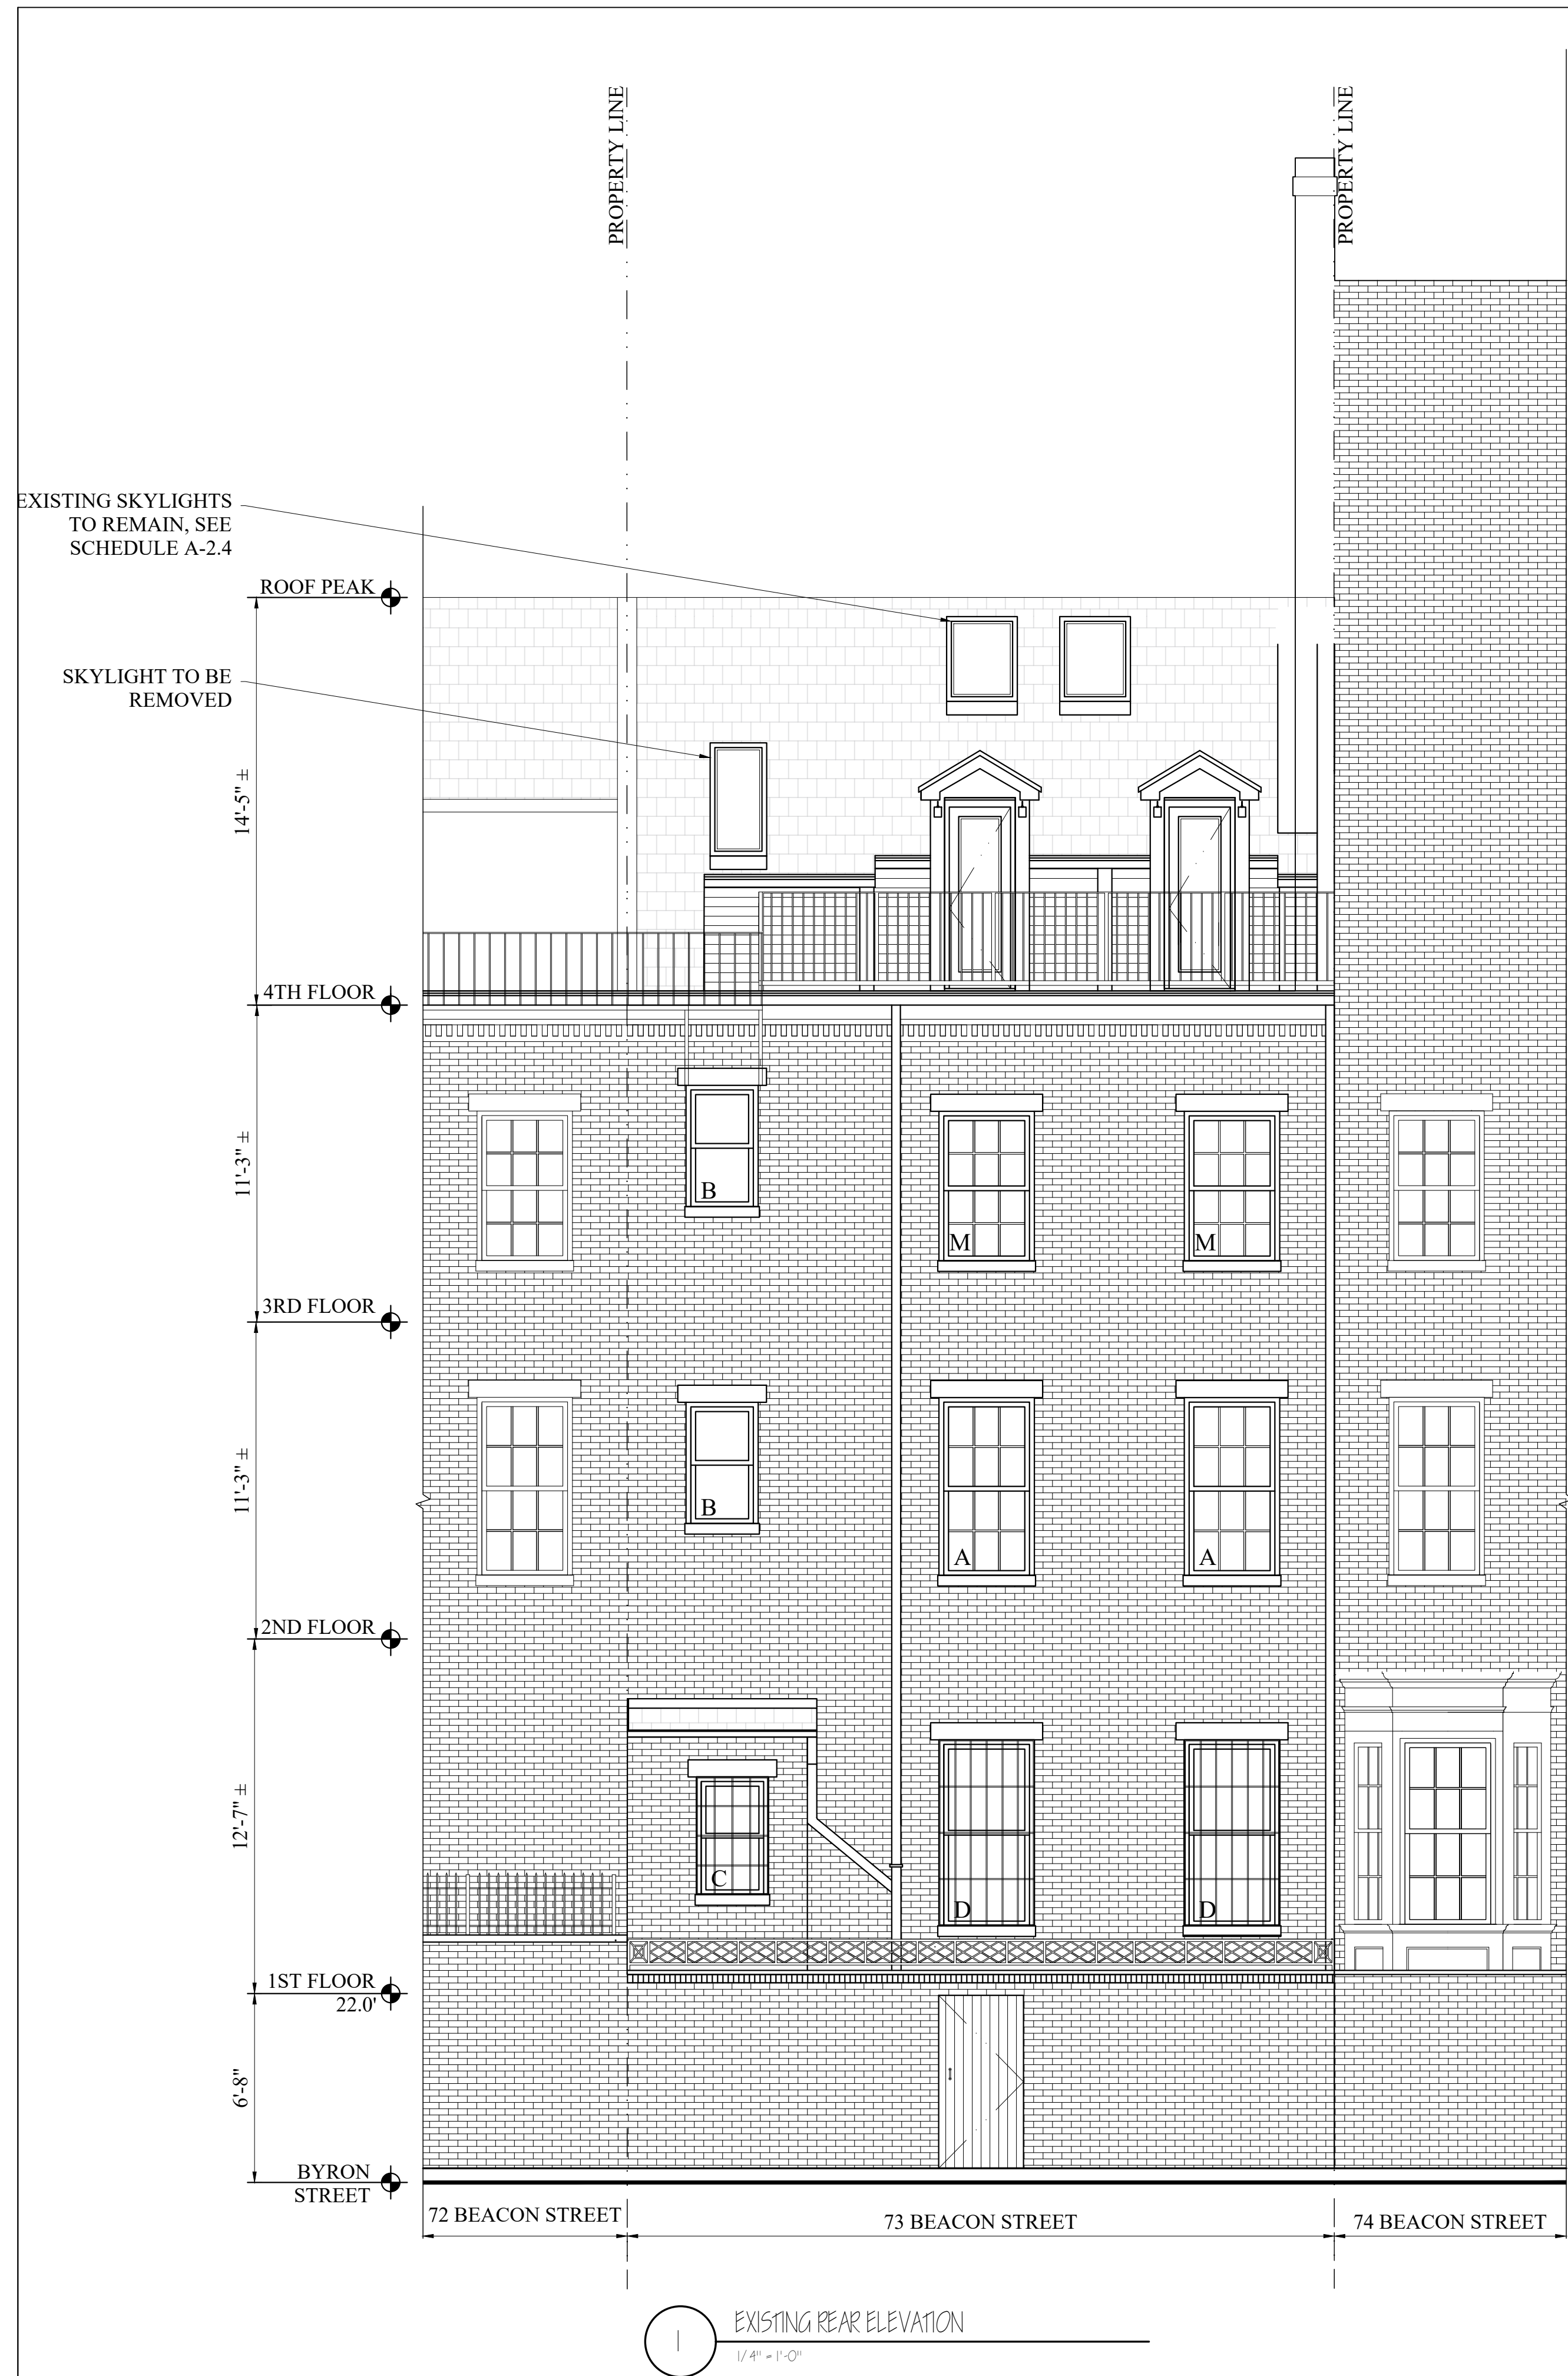 PROPERTY LINE
PROPERTY LINE
EXISTING SKYLIGHTS
TO REMAIN, SEE
SCHEDULE A-2.4
ROOF PEAK
SKYLIGHT TO BE
REMOVED
14'-5" ±
4TH FLOOR
11'-3" ±
B
M
M
3RD FLOOR
11'-3" ±
B
A
A
2ND FLOOR
12'-7" ±
C
D
D
1ST FLOOR
22.0'
6'-8"
BYRON
STREET
72 BEACON STREET
73 BEACON STREET
74 BEACON STREET
1
EXISTING REAR ELEVATION
1/4" = 1'-0"